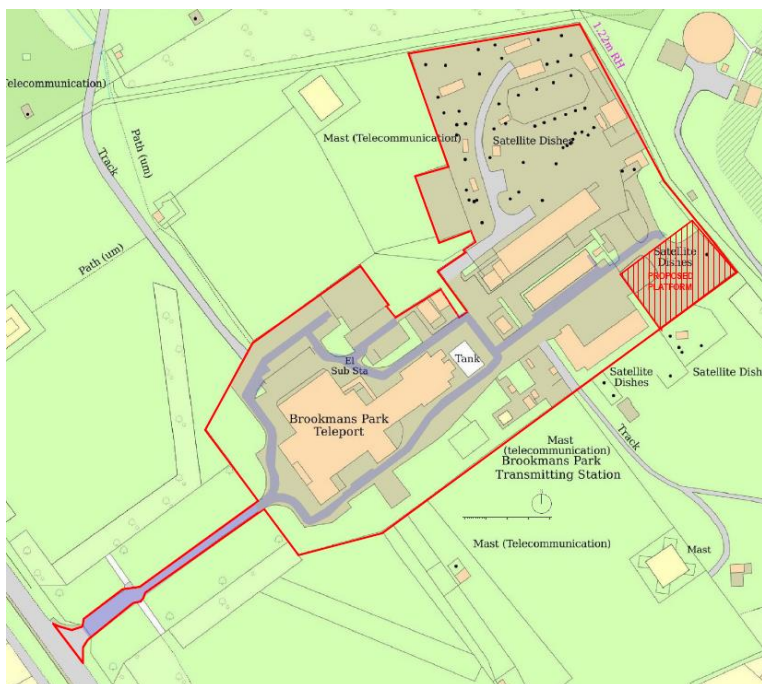 1.22m RH
Telecommunication)
Mast (Telecommunication)
Satellite Dishes
Path (um)
Track
Path (um)
Satellite
Dishes
PROPOSED
PLATFORM
El
Sub Sta
Tank
Satellite
Dishes
Satellite Dish
Brookmans Park
Teleport
Track
Mast
(telecommunication)
Brookmans Park
Transmitting Station
Mast (Telecommunication)
Mast